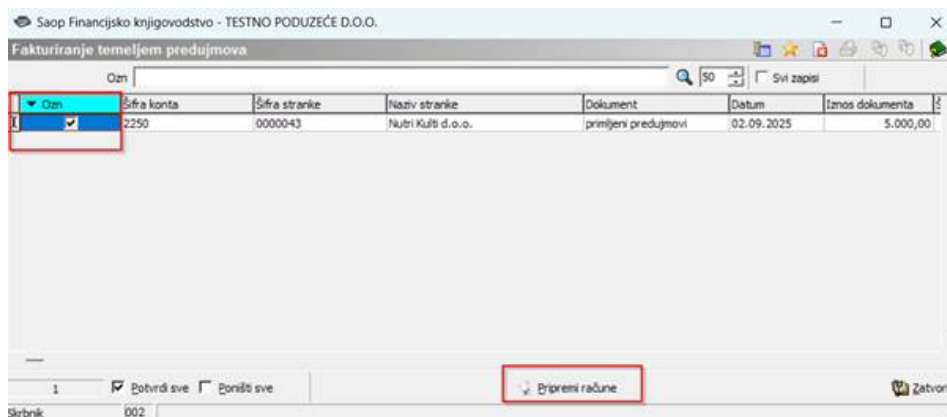 Saop Financijsko knjigovodstvo - TESTNO PODUZEĆE D.O.O.
Fakturiranje temeljem predujmova
Ozn 50 Svi zapisi
Ozn Šifra konta Šifra stranke Naziv stranke Dokument Datum Iznos dokumenta
2250 0000043 Nutri Kulti d.o.o. primljeni predujmovi 02.09.2025 5.000,00
1 Potvrdi sve Poništi sve Pripremi račune Zatvori
Skrbnik 002